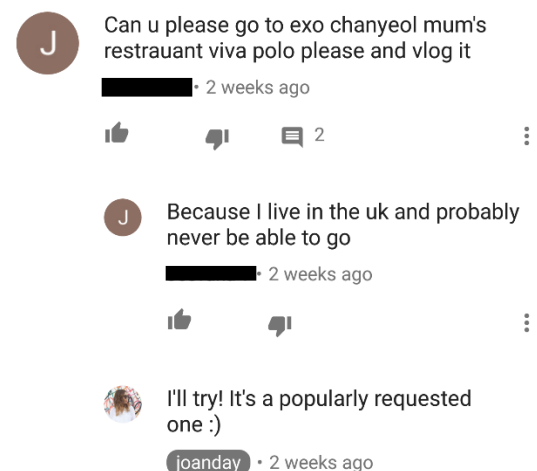 J
Can u please go to exo chanyeol mum's
restrauant viva polo please and vlog it
• 2 weeks ago
2
J
Because I live in the uk and probably
never be able to go
• 2 weeks ago
I'll try! It's a popularly requested
one :)
joanday • 2 weeks ago